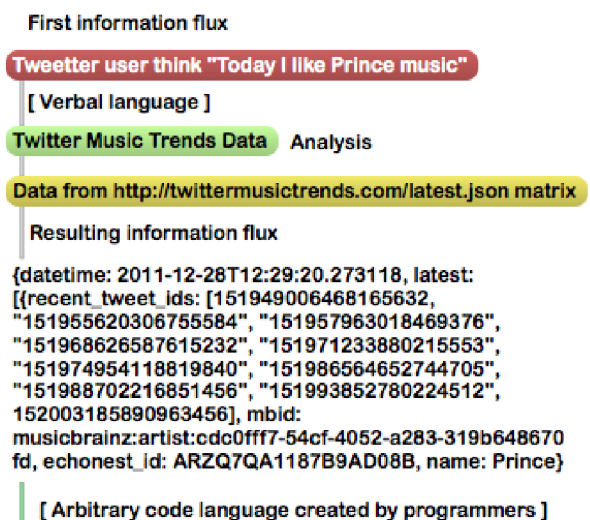 First information flux
Tweetter user think "Today I like Prince music"
[ Verbal language ]
Twitter Music Trends Data Analysis
Data from http://twittermusictrends.com/latest.json matrix
Resulting information flux
{datetime: 2011-12-28T12:29:20.273118, latest:
[{recent_tweet_ids: [151949006468165632,
"151955620306755584", "151957963018469376",
"151968626587615232", "151971233880215553",
"151974954118819840", "151986564652744705",
"151988702216851456", "151993852780224512",
152003185890963456], mbid:
musicbrainz:artist:cdc0fff7-54cf-4052-a283-319b648670
fd, echonest_id: ARZQ7QA1187B9AD08B, name: Prince}
[ Arbitrary code language created by programmers ]